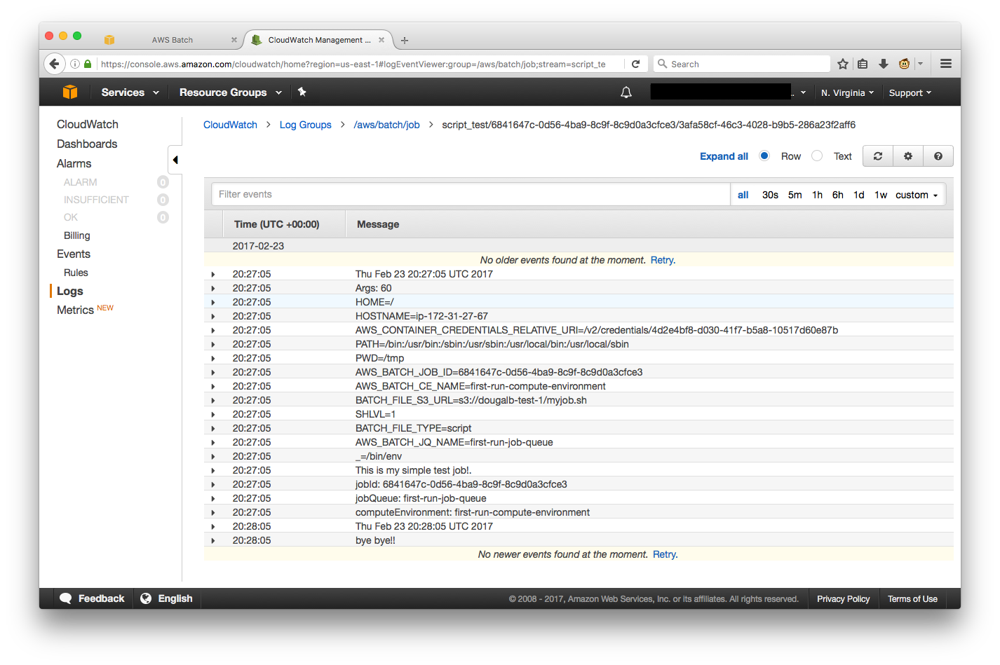 AWS Batch
CloudWatch Management ...
https://console.aws.amazon.com/cloudwatch/home?region=us-east-1#logEventViewer:group=/aws/batch/job;stream=script_te
Search
Services
Resource Groups
N. Virginia
Support
CloudWatch
Dashboards
Alarms
ALARM 0
INSUFFICIENT 0
OK 0
Billing
Events
Rules
Logs
Metrics NEW
CloudWatch > Log Groups > /aws/batch/job > script_test/6841647c-0d56-4ba9-8c9f-8c9d0a3cfce3/3afa58cf-46c3-4028-b9b5-286a23f2aff6
Expand all Row Text
Filter events
all 30s 5m 1h 6h 1d 1w custom
Time (UTC +00:00) Message
2017-02-23
No older events found at the moment. Retry.
20:27:05 Thu Feb 23 20:27:05 UTC 2017
20:27:05 Args: 60
20:27:05 HOME=/
20:27:05 HOSTNAME=ip-172-31-27-67
20:27:05 AWS_CONTAINER_CREDENTIALS_RELATIVE_URI=/v2/credentials/4d2e4bf8-d030-41f7-b5a8-10517d60e87b
20:27:05 PATH=/bin:/usr/bin:/sbin:/usr/sbin:/usr/local/bin:/usr/local/sbin
20:27:05 PWD=/tmp
20:27:05 AWS_BATCH_JOB_ID=6841647c-0d56-4ba9-8c9f-8c9d0a3cfce3
20:27:05 AWS_BATCH_CE_NAME=first-run-compute-environment
20:27:05 BATCH_FILE_S3_URL=s3://dougalb-test-1/myjob.sh
20:27:05 SHLVL=1
20:27:05 BATCH_FILE_TYPE=script
20:27:05 AWS_BATCH_JQ_NAME=first-run-job-queue
20:27:05 _=/bin/env
20:27:05 This is my simple test job!.
20:27:05 jobId: 6841647c-0d56-4ba9-8c9f-8c9d0a3cfce3
20:27:05 jobQueue: first-run-job-queue
20:27:05 computeEnvironment: first-run-compute-environment
20:28:05 Thu Feb 23 20:28:05 UTC 2017
20:28:05 bye bye!!
No newer events found at the moment. Retry.
Feedback
English
© 2008 - 2017, Amazon Web Services, Inc. or its affiliates. All rights reserved.
Privacy Policy
Terms of Use